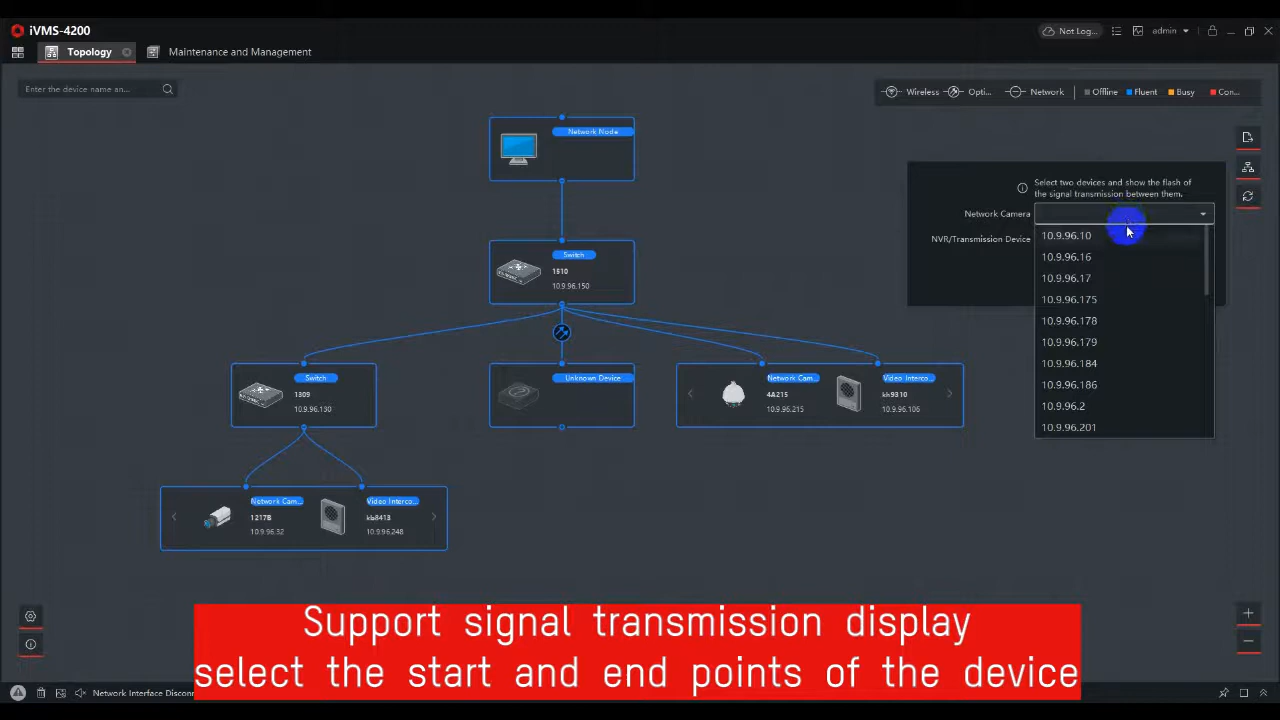 iVMS-4200
Not Log...
admin
Topology
Maintenance and Management
Enter the device name an...
Wireless
Opti...
Network
Offline
Fluent
Busy
Con...
Network Node
Select two devices and show the flash of
the signal transmission between them.
Network Camera
NVR/Transmission Device
10.9.96.10
10.9.96.16
10.9.96.17
10.9.96.175
10.9.96.178
10.9.96.179
10.9.96.184
10.9.96.186
10.9.96.2
10.9.96.201
Switch
1510
10.9.96.150
Switch
1309
10.9.96.130
Unknown Device
Network Cam...
4A215
10.9.96.215
Video Interco...
kk9310
10.9.96.106
Network Cam...
1217B
10.9.96.32
Video Interco...
kb8413
10.9.96.248
Support signal transmission display
select the start and end points of the device
Network Interface Disconn